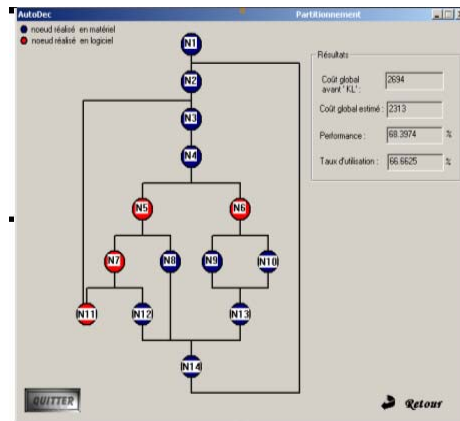 AutoDec Partitionnement
noeud réalisé en matériel
noeud réalisé en logiciel
N1
N2
N3
N4
N5 N6
N7 N8 N9 N10
N11 N12 N13
N14
Résultats
Coût global avant ' KL' : 2694
Coût global estimé : 2313
Performance : 68.3974 %
Taux d'utilisation : 66.6625 %
QUITTER
Retour